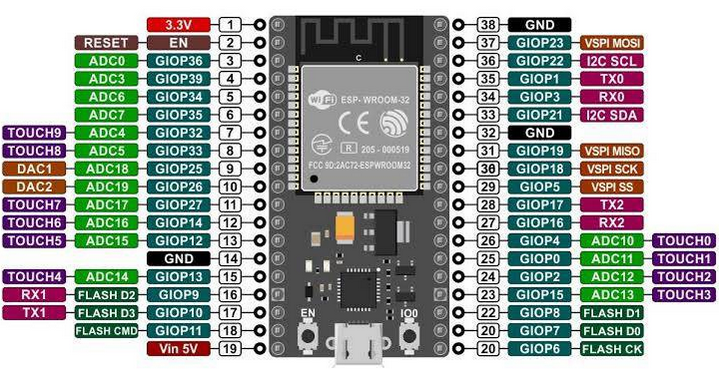 3.3V 1 38 GND
RESET EN 2 37 GIOP23 VSPI MOSI
ADC0 GIOP36 3 C 36 GIOP22 I2C SCL
ADC3 GIOP39 4 35 GIOP1 TX0
ADC6 GIOP34 5 Wi Fi ESP-WROOM-32 34 GIOP3 RX0
ADC7 GIOP35 6 CE 33 GIOP21 I2C SDA
TOUCH9 ADC4 GIOP32 7 32 GND
TOUCH8 ADC5 GIOP33 8 R 205-000519 31 GIOP19 VSPI MISO
DAC1 ADC18 GIOP25 9 FCC 9D:2AC72-ESPWROOM32 30 GIOP18 VSPI SCK
DAC2 ADC19 GIOP26 10 29 GIOP5 VSPI SS
TOUCH7 ADC17 GIOP27 11 28 GIOP17 TX2
TOUCH6 ADC16 GIOP14 12 27 GIOP16 RX2
TOUCH5 ADC15 GIOP12 13 26 GIOP4 ADC10 TOUCH0
GND 14 25 GIOP0 ADC11 TOUCH1
TOUCH4 ADC14 GIOP13 15 24 GIOP2 ADC12 TOUCH2
RX1 FLASH D2 GIOP9 16 23 GIOP15 ADC13 TOUCH3
TX1 FLASH D3 GIOP10 17 EN IO0 22 GIOP8 FLASH D1
FLASH CMD GIOP11 18 20 GIOP7 FLASH D0
Vin 5V 19 20 GIOP6 FLASH CK